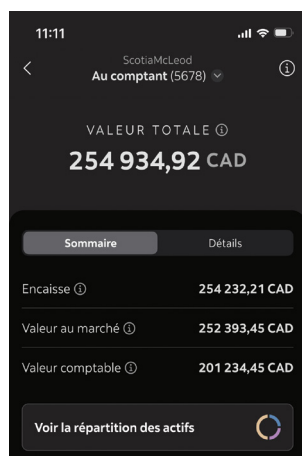 11:11
ScotiaMcLeod
Au comptant (5678)
VALEUR TOTALE
254 934,92 CAD
Sommaire Détails
Encaisse 254 232,21 CAD
Valeur au marché 252 393,45 CAD
Valeur comptable 201 234,45 CAD
Voir la répartition des actifs